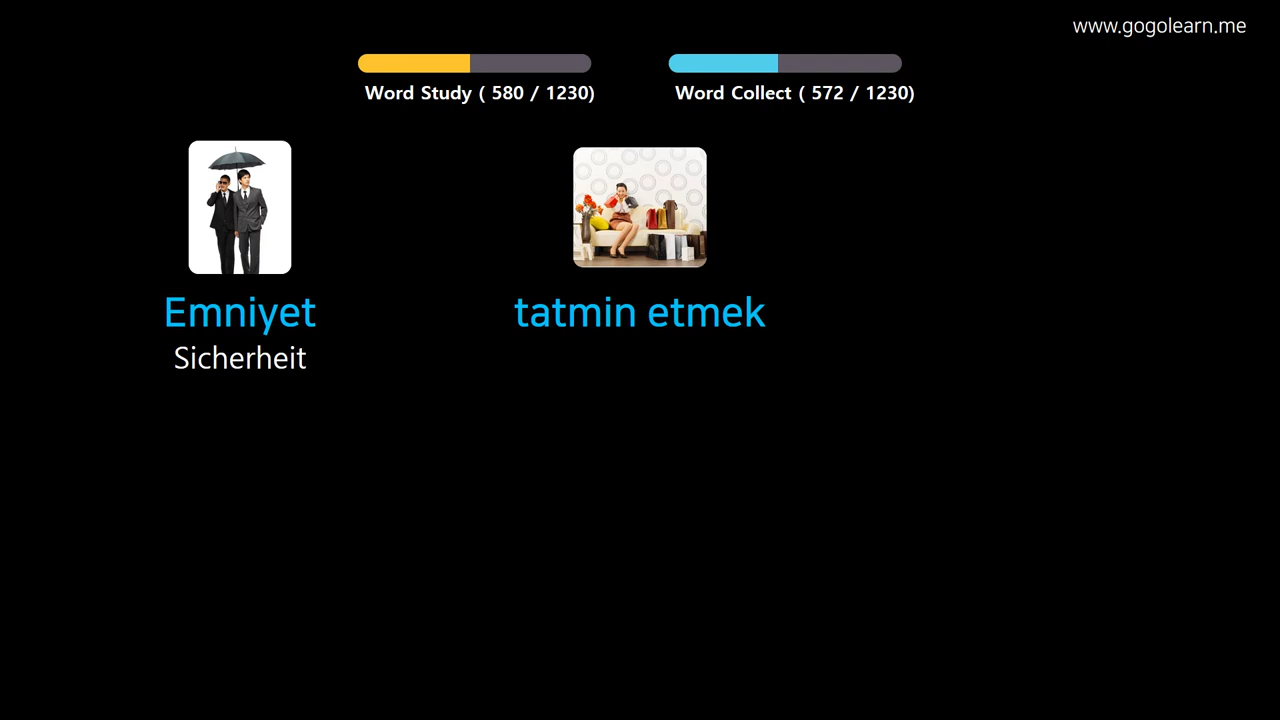 www.gogolearn.me
Word Study ( 580 / 1230)
Word Collect ( 572 / 1230)
Emniyet
Sicherheit
tatmin etmek